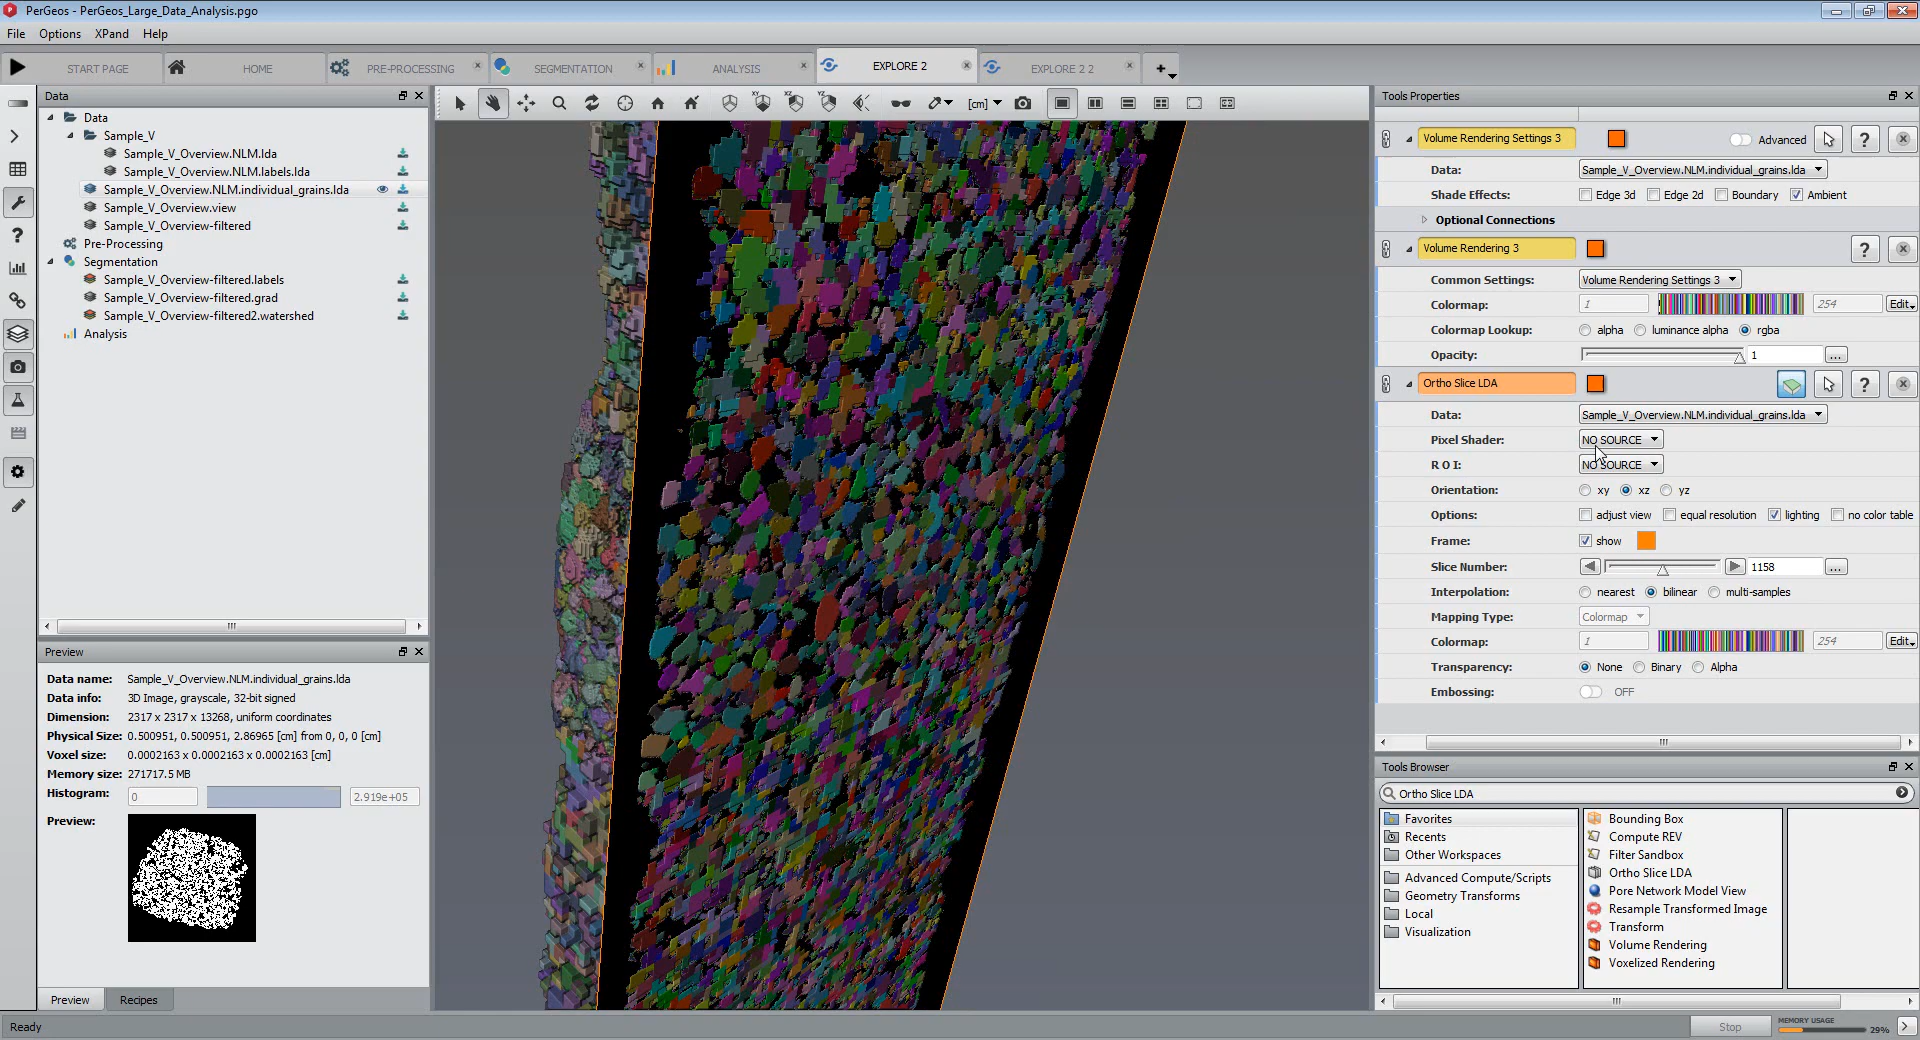 PerGeos - PerGeos_Large_Data_Analysis.pgo
File Options XPand Help
START PAGE HOME PRE-PROCESSING SEGMENTATION ANALYSIS EXPLORE 2 EXPLORE 2 2
Data
Data
Sample_V
Sample_V_Overview.NLM.lda
Sample_V_Overview.NLM.labels.lda
Sample_V_Overview.NLM.individual_grains.lda
Sample_V_Overview.view
Sample_V_Overview-filtered
Pre-Processing
Segmentation
Sample_V_Overview-filtered.labels
Sample_V_Overview-filtered.grad
Sample_V_Overview-filtered2.watershed
Analysis
Preview
Data name: Sample_V_Overview.NLM.individual_grains.lda
Data info: 3D Image, grayscale, 32-bit signed
Dimension: 2317 x 2317 x 13268, uniform coordinates
Physical Size: 0.500951, 0.500951, 2.86965 [cm] from 0, 0, 0 [cm]
Voxel size: 0.0002163 x 0.0002163 x 0.0002163 [cm]
Memory size: 271717.5 MB
Histogram: 0 2.919e+05
Preview:
Preview Recipes
Ready
XY XZ YZ [cm]
Tools Properties
Volume Rendering Settings 3 Advanced ?
Data: Sample_V_Overview.NLM.individual_grains.lda
Shade Effects: Edge 3d Edge 2d Boundary Ambient
Optional Connections
Volume Rendering 3 ?
Common Settings: Volume Rendering Settings 3
Colormap: 1 254 Edit
Colormap Lookup: alpha luminance alpha rgba
Opacity: 1 ...
Ortho Slice LDA ?
Data: Sample_V_Overview.NLM.individual_grains.lda
Pixel Shader: NO SOURCE
R O I: NO SOURCE
Orientation: xy xz yz
Options: adjust view equal resolution lighting no color table
Frame: show
Slice Number: 1158 ...
Interpolation: nearest bilinear multi-samples
Mapping Type: Colormap
Colormap: 1 254 Edit
Transparency: None Binary Alpha
Embossing: OFF
Tools Browser
Ortho Slice LDA
Favorites
Recents
Other Workspaces
Advanced Compute/Scripts
Geometry Transforms
Local
Visualization
Bounding Box
Compute REV
Filter Sandbox
Ortho Slice LDA
Pore Network Model View
Resample Transformed Image
Transform
Volume Rendering
Voxelized Rendering
Stop MEMORY USAGE 29%